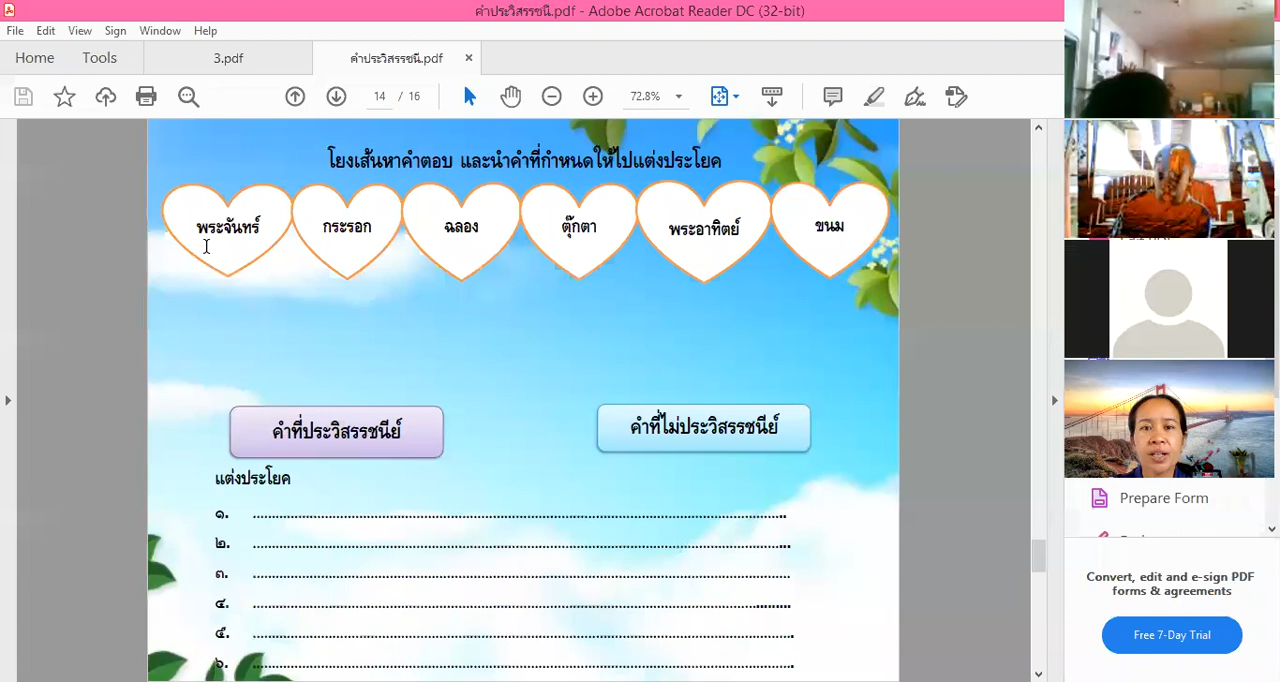 คำประวิสรรชนี.pdf - Adobe Acrobat Reader DC (32-bit)
File Edit View Sign Window Help
Home Tools 3.pdf คำประวิสรรชนี.pdf ×
14 / 16 72.8%
โยงเส้นหาคำตอบ และนำคำที่กำหนดให้ไปแต่งประโยค
พระจันทร์ กระรอก ฉลอง ตุ๊กตา พระอาทิตย์ ขนม
คำที่ประวิสรรชนีย์ คำที่ไม่ประวิสรรชนีย์
แต่งประโยค
๑.
๒.
๓.
๔.
๕.
๖.
Prepare Form
Convert, edit and e-sign PDF
forms & agreements
Free 7-Day Trial